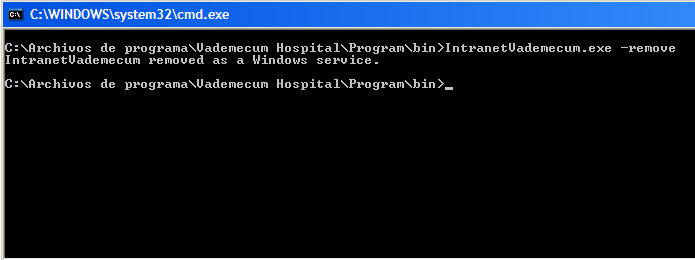 C:\WINDOWS\system32\cmd.exe
C:\Archivos de programa\Vademecum Hospital\Program\bin>IntranetVademecum.exe -remove
IntranetVademecum removed as a Windows service.
C:\Archivos de programa\Vademecum Hospital\Program\bin>_